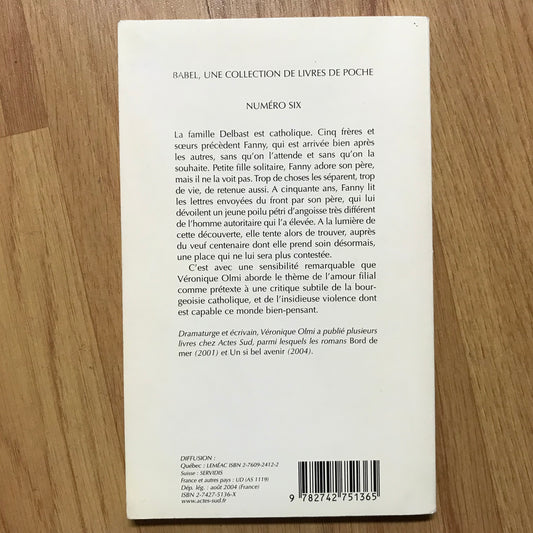 BABEL, UNE COLLECTION DE LIVRES DE POCHE
NUMÉRO SIX
La famille Delbast est catholique. Cinq frères et
sœurs précèdent Fanny, qui est arrivée bien après
les autres, sans qu'on l'attende et sans qu'on la
souhaite. Petite fille solitaire, Fanny adore son père,
mais il ne la voit pas. Trop de choses les séparent, trop
de vie, de retenue aussi. A cinquante ans, Fanny lit
les lettres envoyées du front par son père, qui lui
dévoilent un jeune poilu pétri d'angoisse très différent
de l'homme autoritaire qui l'a élevée. A la lumière de
cette découverte, elle tente alors de trouver, auprès
du veuf centenaire dont elle prend soin désormais,
une place qui ne lui sera plus contestée.
C'est avec une sensibilité remarquable que
Véronique Olmi aborde le thème de l'amour filial
comme prétexte à une critique subtile de la bour-
geoisie catholique, et de l'insidieuse violence dont
est capable ce monde bien-pensant.
Dramaturge et écrivain, Véronique Olmi a publié plusieurs
livres chez Actes Sud, parmi lesquels les romans Bord de
mer (2001) et Un si bel avenir (2004).
DIFFUSION :
Québec : LEMÉAC ISBN 2-7609-2412-2
Suisse : SERVIDIS
France et autres pays : UD (AS 1119)
Dép. lég. : août 2004 (France)
ISBN 2-7427-5136-X
www.actes-sud.fr
9 782742 751365